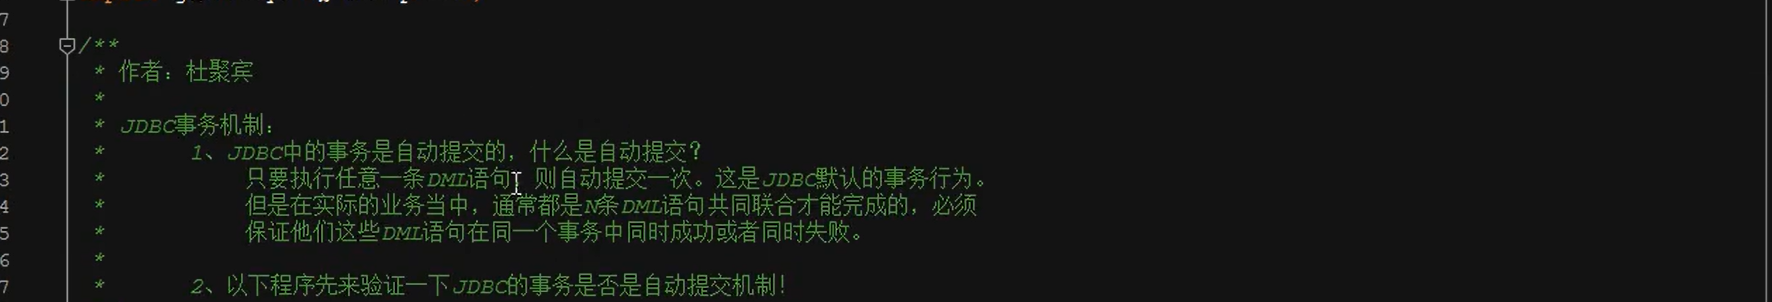 7
8 /**
9 * 作者：杜聚宾
0 *
1 * JDBC事务机制：
2 * 1、JDBC中的事务是自动提交的，什么是自动提交？
3 * 只要执行任意一条DML语句，则自动提交一次。这是JDBC默认的事务行为。
4 * 但是在实际的业务当中，通常都是N条DML语句共同联合才能完成的，必须
5 * 保证他们这些DML语句在同一个事务中同时成功或者同时失败。
6 *
7 * 2、以下程序先来验证一下JDBC的事务是否是自动提交机制！